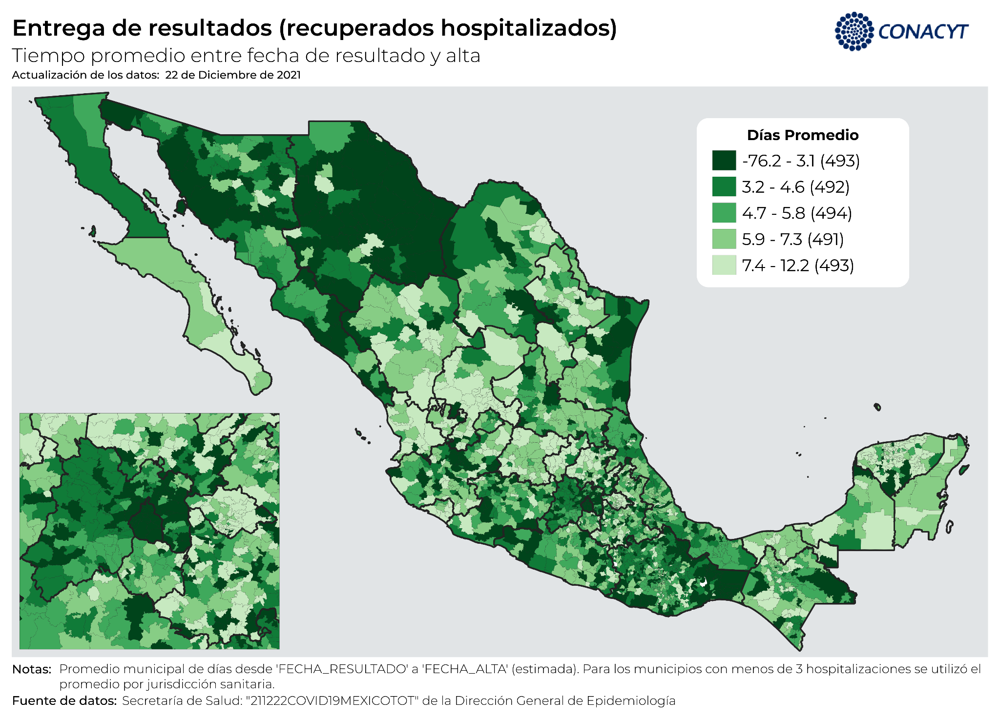 Entrega de resultados (recuperados hospitalizados)
CONACYT
Tiempo promedio entre fecha de resultado y alta
Actualización de los datos: 22 de Diciembre de 2021
Días Promedio
-76.2 - 3.1 (493)
3.2 - 4.6 (492)
4.7 - 5.8 (494)
5.9 - 7.3 (491)
7.4 - 12.2 (493)
Notas: Promedio municipal de días desde 'FECHA_RESULTADO' a 'FECHA_ALTA' (estimada). Para los municipios con menos de 3 hospitalizaciones se utilizó el
promedio por jurisdicción sanitaria.
Fuente de datos: Secretaría de Salud: "211222COVID19MEXICOTOT" de la Dirección General de Epidemiología